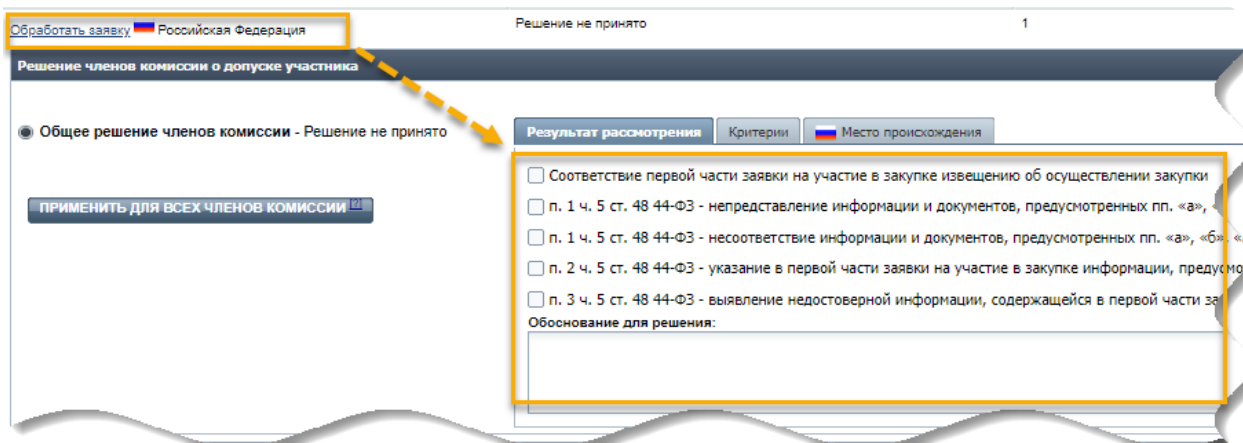 Обработать заявку Российская Федерация Решение не принято 1
Решение членов комиссии о допуске участника
Общее решение членов комиссии - Решение не принято
ПРИМЕНИТЬ ДЛЯ ВСЕХ ЧЛЕНОВ КОМИССИИ [?]
Результат рассмотрения Критерии Место происхождения
Соответствие первой части заявки на участие в закупке извещению об осуществлении закупки
п. 1 ч. 5 ст. 48 44-ФЗ - непредставление информации и документов, предусмотренных пп. «а»,
п. 1 ч. 5 ст. 48 44-ФЗ - несоответствие информации и документов, предусмотренных пп. «а», «б»,
п. 2 ч. 5 ст. 48 44-ФЗ - указание в первой части заявки на участие в закупке информации,
п. 3 ч. 5 ст. 48 44-ФЗ - выявление недостоверной информации, содержащейся в первой части
Обоснование для решения: